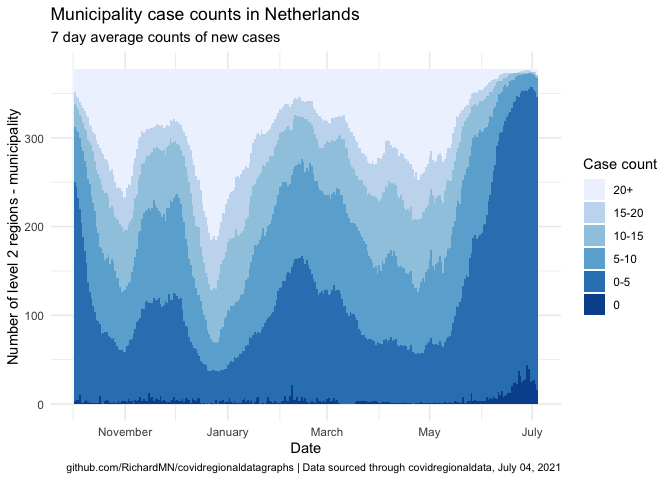 Municipality case counts in Netherlands
7 day average counts of new cases
Number of level 2 regions - municipality
300
200
100
0
November
January
March
May
July
Date
Case count
20+
15-20
10-15
5-10
0-5
0
github.com/RichardMN/covidregionaldatagraphs | Data sourced through covidregionaldata, July 04, 2021